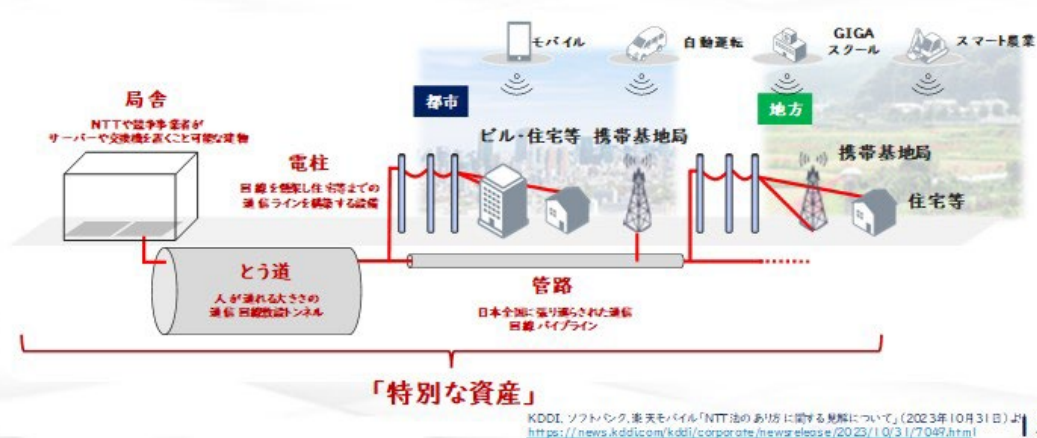 モバイル
自動運転
GIGA
スクール
スマート農業
都市
地方
局舎
NTTや競争事業者が
サーバーや交換機を置くこと可能な建物
電柱
回線を懸架し住宅等までの
通信ラインを構築する設備
ビル・住宅等
携帯基地局
携帯基地局
住宅等
とう道
人が通れる大きさの
通信回線敷設トンネル
管路
日本全国に張り巡らされた通信
回線パイプライン
「特別な資産」
KDDI, ソフトバンク, 楽天モバイル「NTT法のあり方に関する見解について」(2023年10月31日)より
https://news.kddi.com/kddi/corporate/newsrelease/2023/10/31/7049.html